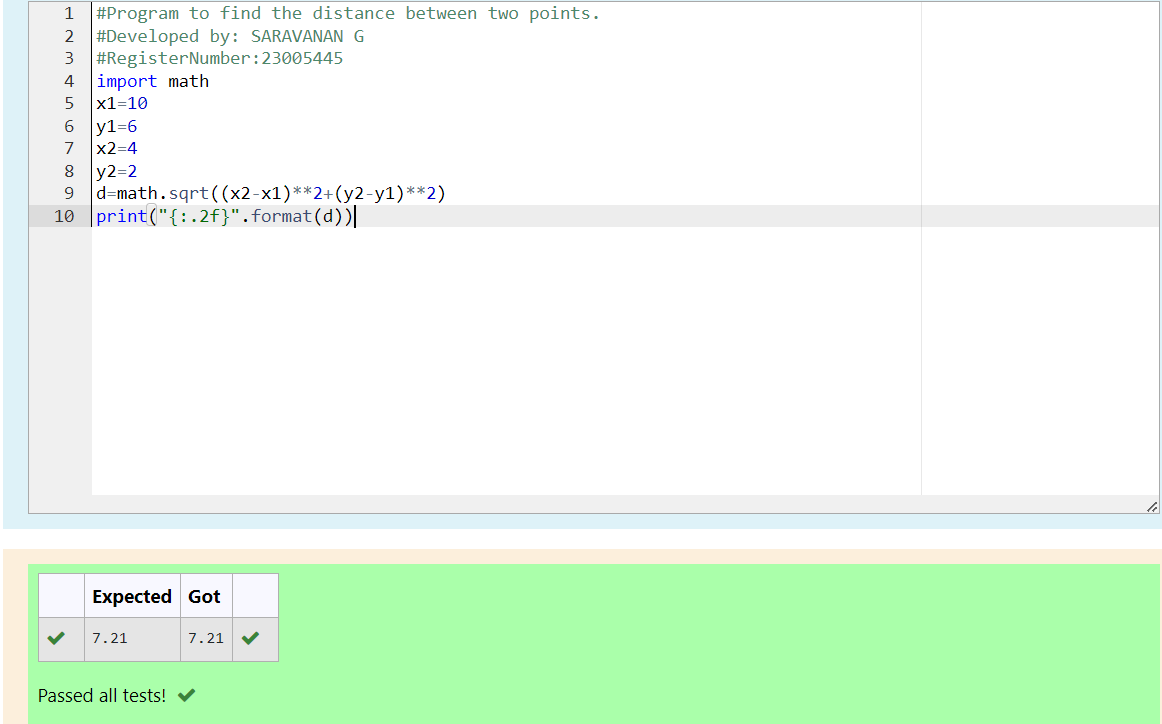 1 #Program to find the distance between two points.
2 #Developed by: SARAVANAN G
3 #RegisterNumber:23005445
4 import math
5 x1=10
6 y1=6
7 x2=4
8 y2=2
9 d=math.sqrt((x2-x1)**2+(y2-y1)**2)
10 print("{:.2f}".format(d))
Expected Got
7.21 7.21
Passed all tests!